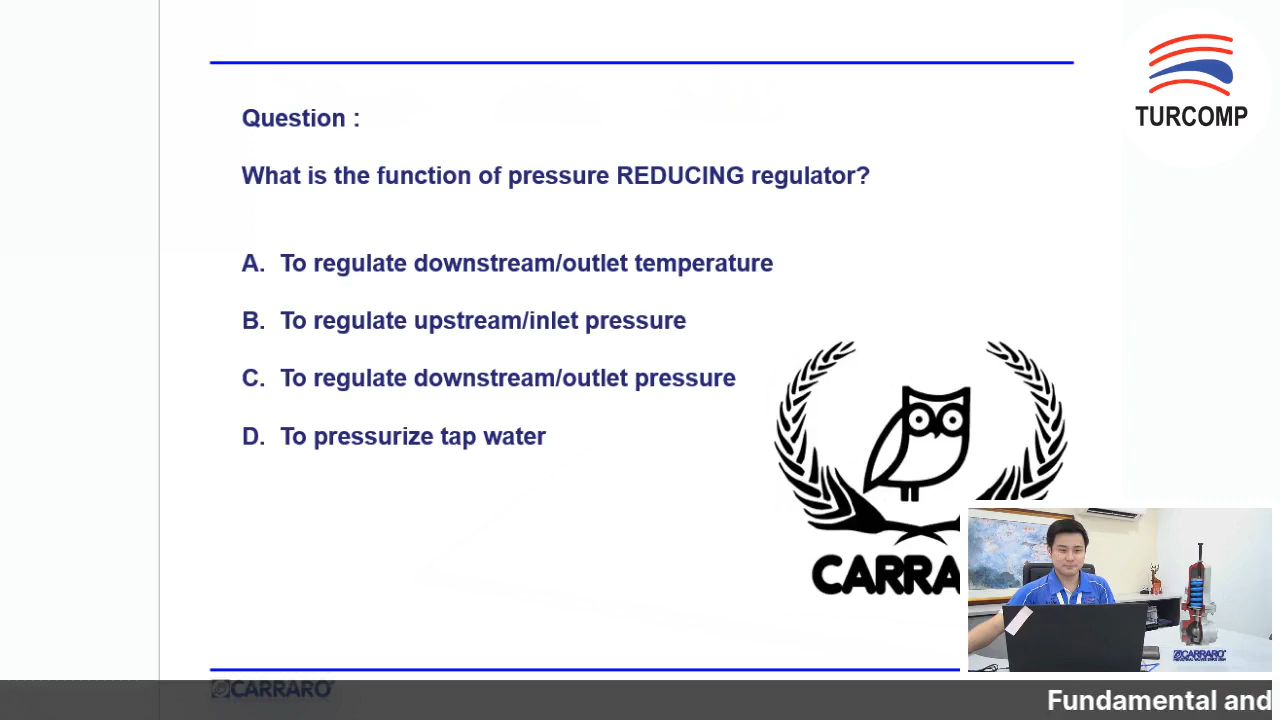 TURCOMP
Question :
What is the function of pressure REDUCING regulator?
A. To regulate downstream/outlet temperature
B. To regulate upstream/inlet pressure
C. To regulate downstream/outlet pressure
D. To pressurize tap water
CARRA
CARRARO
CARRARO
Fundamental and